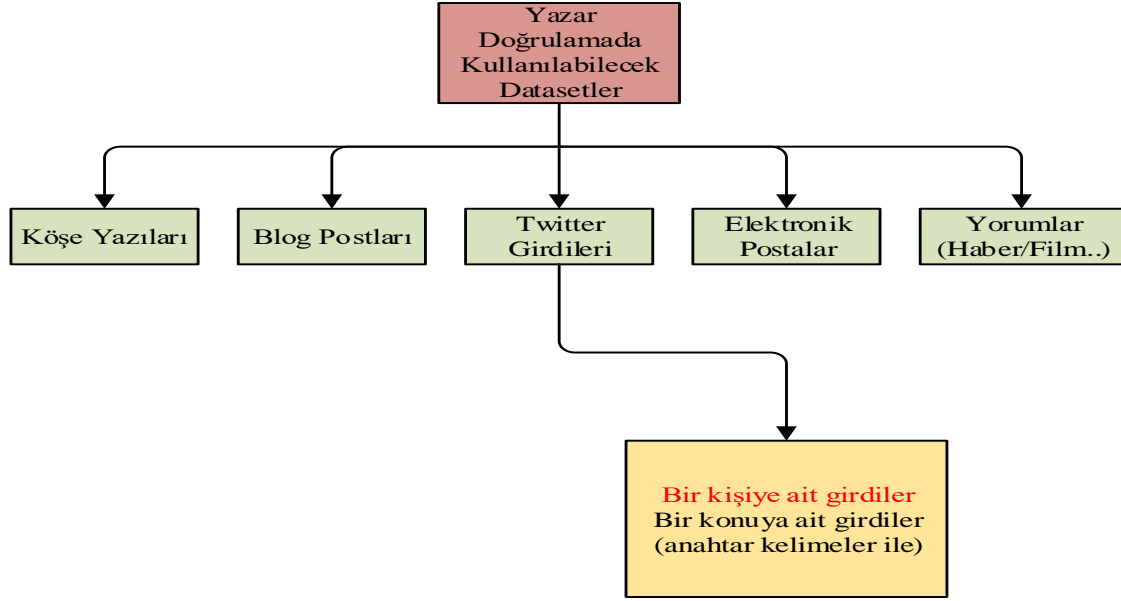 Yazar
Doğrulamada
Kullanılabilecek
Datasetler
Köşe Yazıları
Blog Postları
Twitter
Girdileri
Elektronik
Postalar
Yorumlar
(Haber/Film..)
Bir kişiye ait girdiler
Bir konuya ait girdiler
(anahtar kelimeler ile)